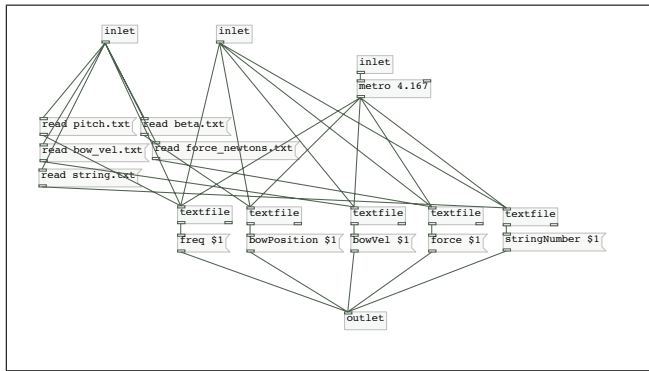 inlet
inlet
inlet
metro 4.167
read pitch.txt
read beta.txt
read bow_vel.txt
read force_newtons.txt
read string.txt
textfile
textfile
textfile
textfile
textfile
freq $1
bowPosition $1
bowVel $1
force $1
stringNumber $1
outlet